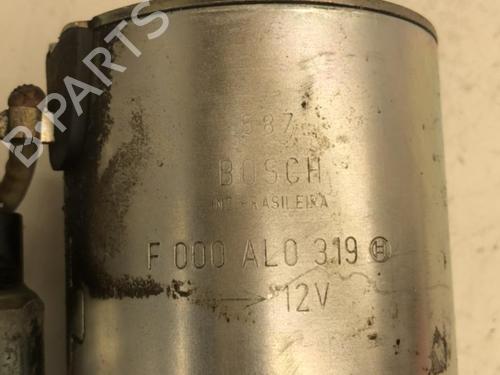 587
BOSCH
IND BRASILEIRA
F 000 AL0 319 H
12V
B-PARTS